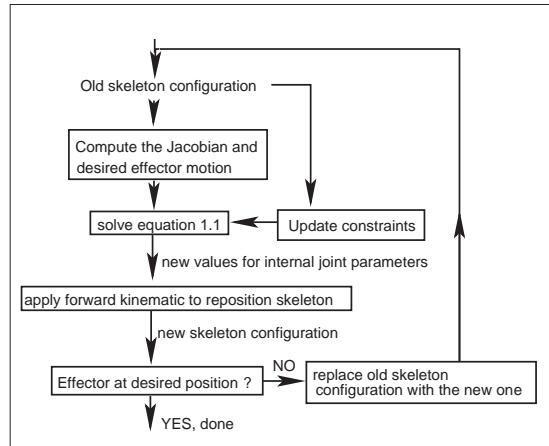 Old skeleton configuration
Compute the Jacobian and
desired effector motion
solve equation 1.1
Update constraints
new values for internal joint parameters
apply forward kinematic to reposition skeleton
new skeleton configuration
Effector at desired position ?
NO
replace old skeleton
configuration with the new one
YES, done